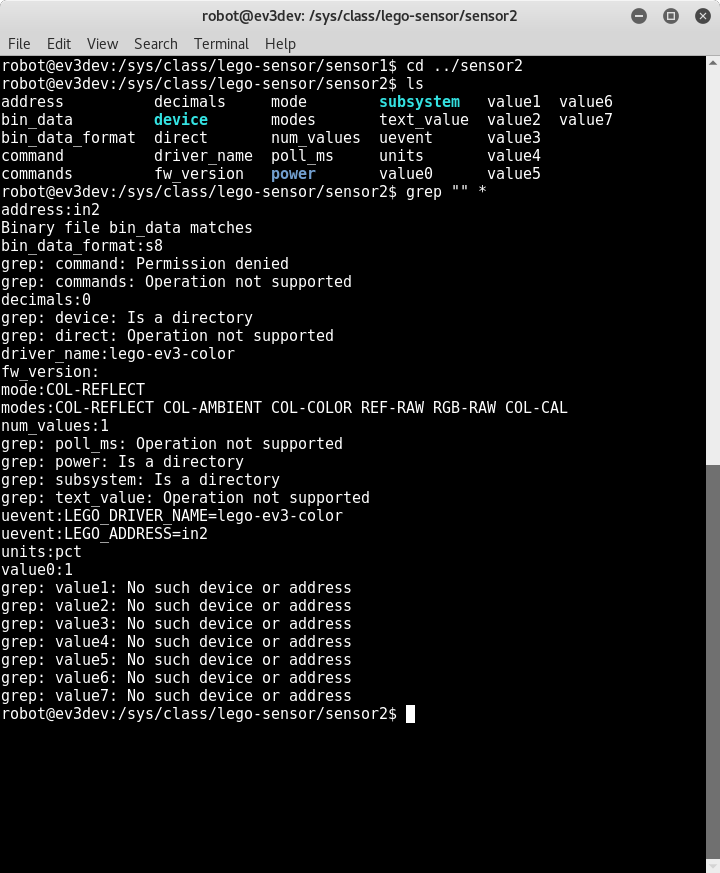 robot@ev3dev: /sys/class/lego-sensor/sensor2
File Edit View Search Terminal Help
robot@ev3dev:/sys/class/lego-sensor/sensor1$ cd ../sensor2
robot@ev3dev:/sys/class/lego-sensor/sensor2$ ls
address          decimals     mode        subsystem   value1  value6
bin_data         device       modes       text_value  value2  value7
bin_data_format  direct       num_values  uevent      value3
command          driver_name  poll_ms     units       value4
commands         fw_version   power       value0      value5
robot@ev3dev:/sys/class/lego-sensor/sensor2$ grep "" *
address:in2
Binary file bin_data matches
bin_data_format:s8
grep: command: Permission denied
grep: commands: Operation not supported
decimals:0
grep: device: Is a directory
grep: direct: Operation not supported
driver_name:lego-ev3-color
fw_version:
mode:COL-REFLECT
modes:COL-REFLECT COL-AMBIENT COL-COLOR REF-RAW RGB-RAW COL-CAL
num_values:1
grep: poll_ms: Operation not supported
grep: power: Is a directory
grep: subsystem: Is a directory
grep: text_value: Operation not supported
uevent:LEGO_DRIVER_NAME=lego-ev3-color
uevent:LEGO_ADDRESS=in2
units:pct
value0:1
grep: value1: No such device or address
grep: value2: No such device or address
grep: value3: No such device or address
grep: value4: No such device or address
grep: value5: No such device or address
grep: value6: No such device or address
grep: value7: No such device or address
robot@ev3dev:/sys/class/lego-sensor/sensor2$